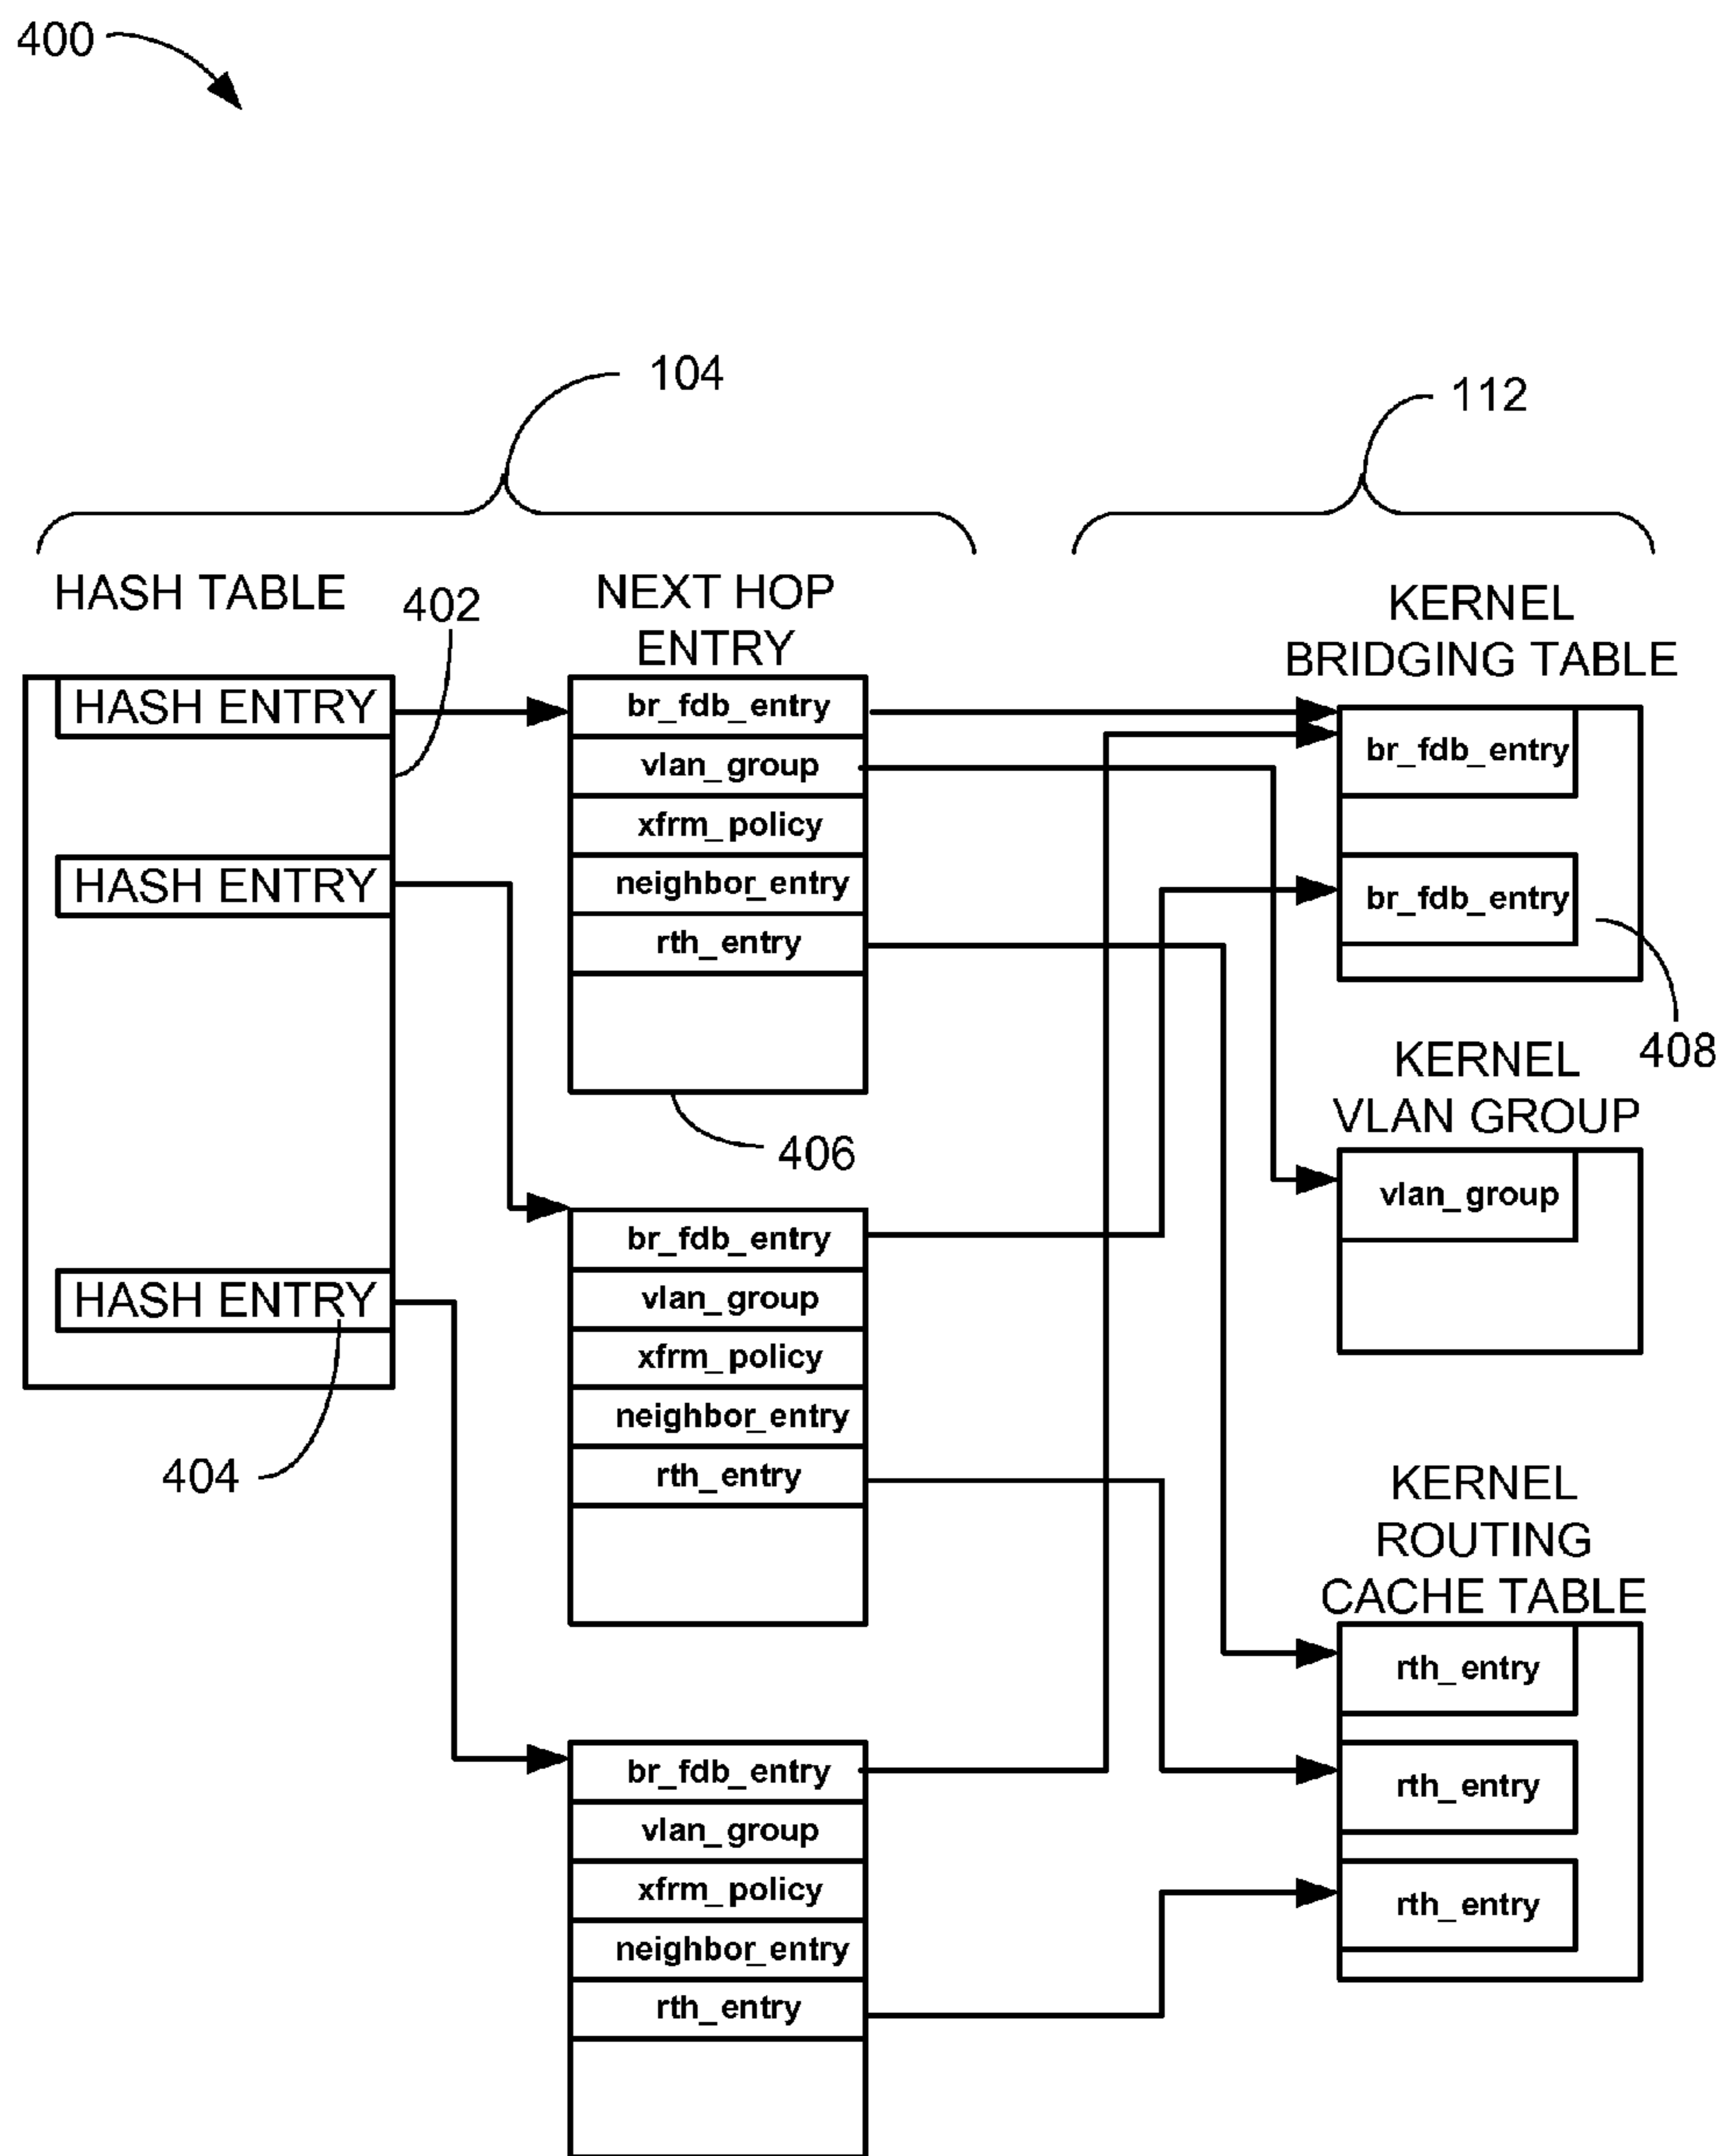 400
104
112
HASH TABLE
402
NEXT HOP
ENTRY
KERNEL
BRIDGING TABLE
HASH ENTRY
HASH ENTRY
HASH ENTRY
404
br_fdb_entry
vlan_group
xfrm_policy
neighbor_entry
rth_entry
406
br_fdb_entry
vlan_group
xfrm_policy
neighbor_entry
rth_entry
br_fdb_entry
vlan_group
xfrm_policy
neighbor_entry
rth_entry
br_fdb_entry
br_fdb_entry
408
KERNEL
VLAN GROUP
vlan_group
KERNEL
ROUTING
CACHE TABLE
rth_entry
rth_entry
rth_entry